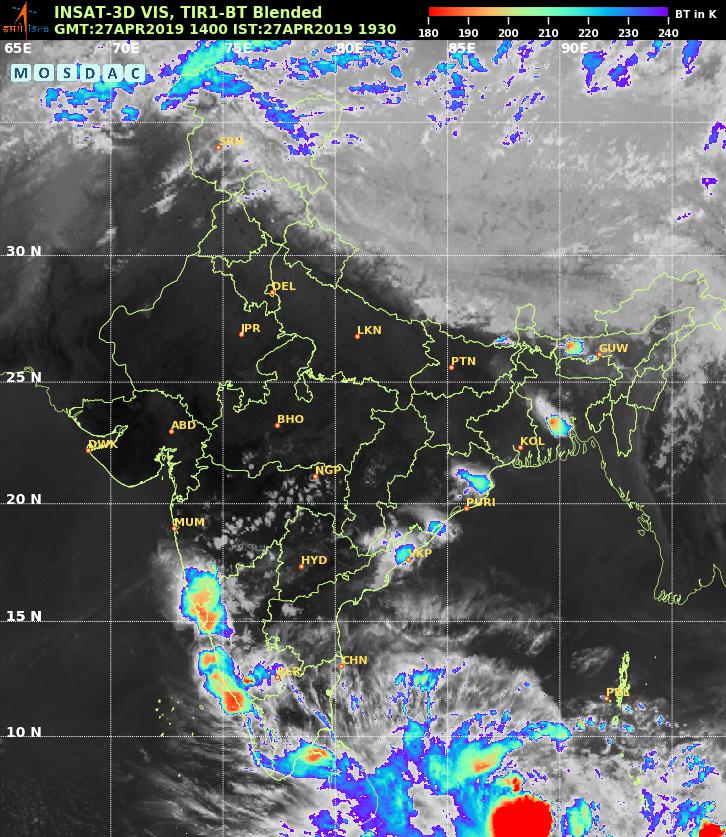 INSAT-3D VIS, TIR1-BT Blended
GMT:27APR2019 1400 IST:27APR2019 1930
BT in K
180 190 200 210 220 230 240
65E 70E 75E 80E 85E 90E
MOSDAC
SRN
30 N
DEL
JPR
LKN
GUW
PTN
25 N
ABD
BHO
DWK
KOL
NGP
20 N
PURI
MUM
VKP
HYD
15 N
CHN
10 N